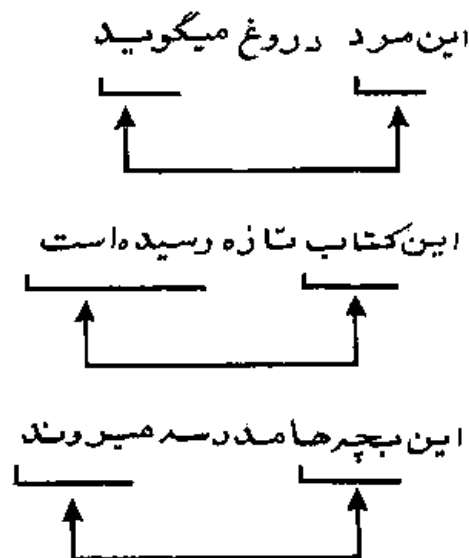 این مرد دروغ میگوید
این کتاب تازه رسیده است
این بچه‌ها مدرسه میروند